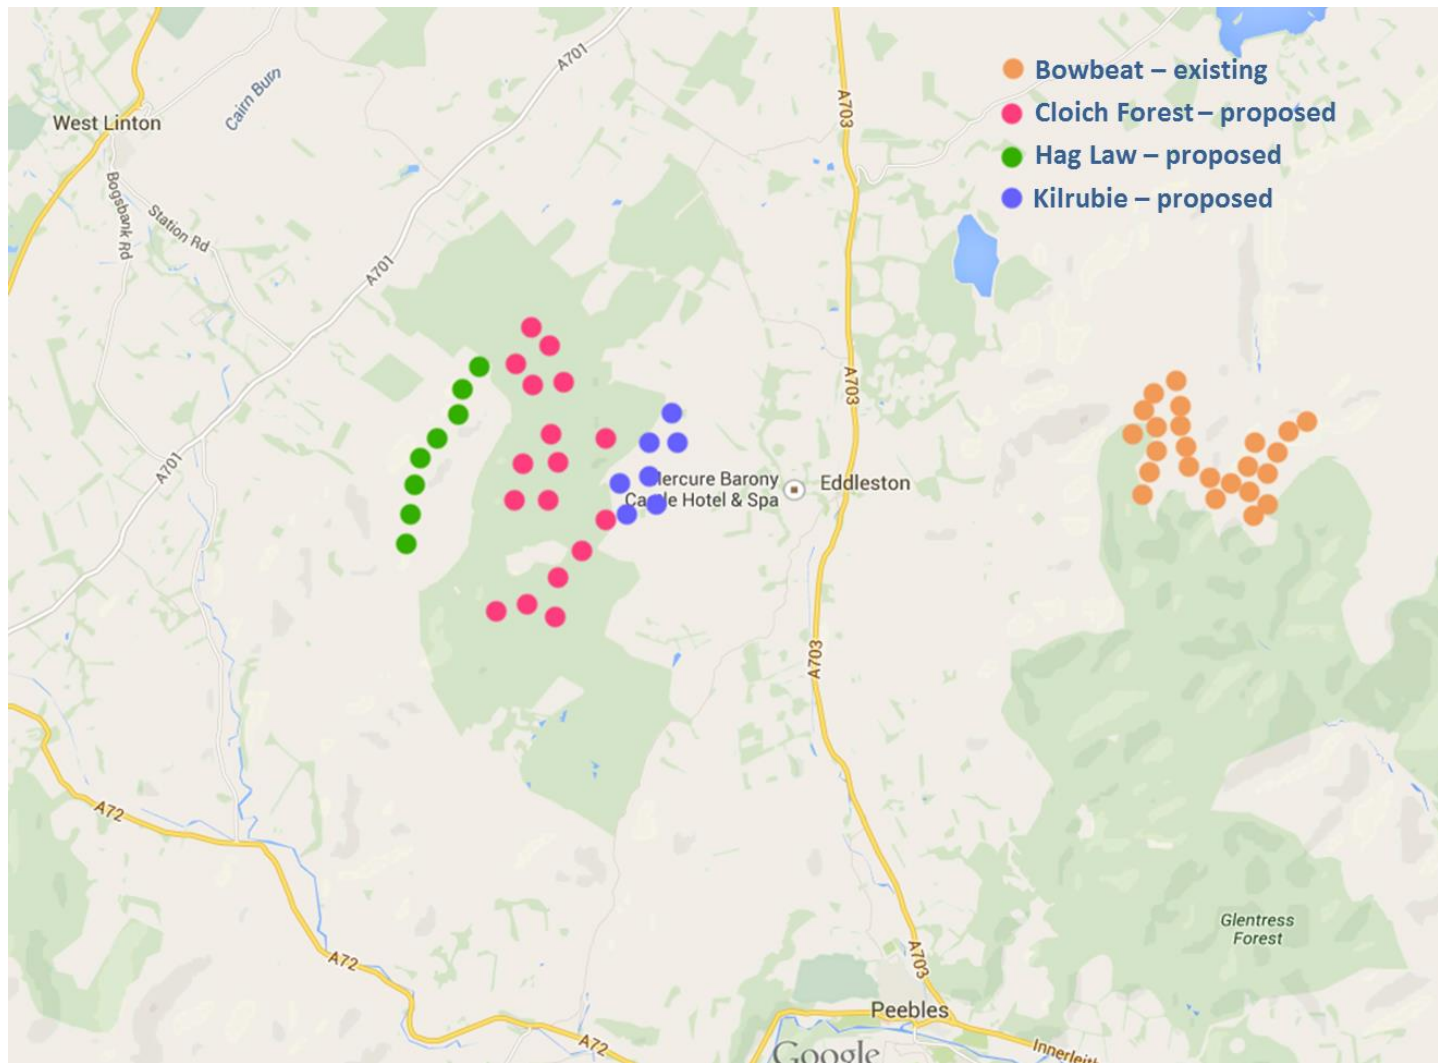 Bowbeat – existing
Cloich Forest – proposed
Hag Law – proposed
Kilrubie – proposed
A701
Cairn Burn
West Linton
A703
Bogsbank Rd
Station Rd
A701
A703
A701
Mercure Barony
Castle Hotel & Spa
Eddleston
A703
A72
Glentress
Forest
A72
A703
Peebles
A72
Google